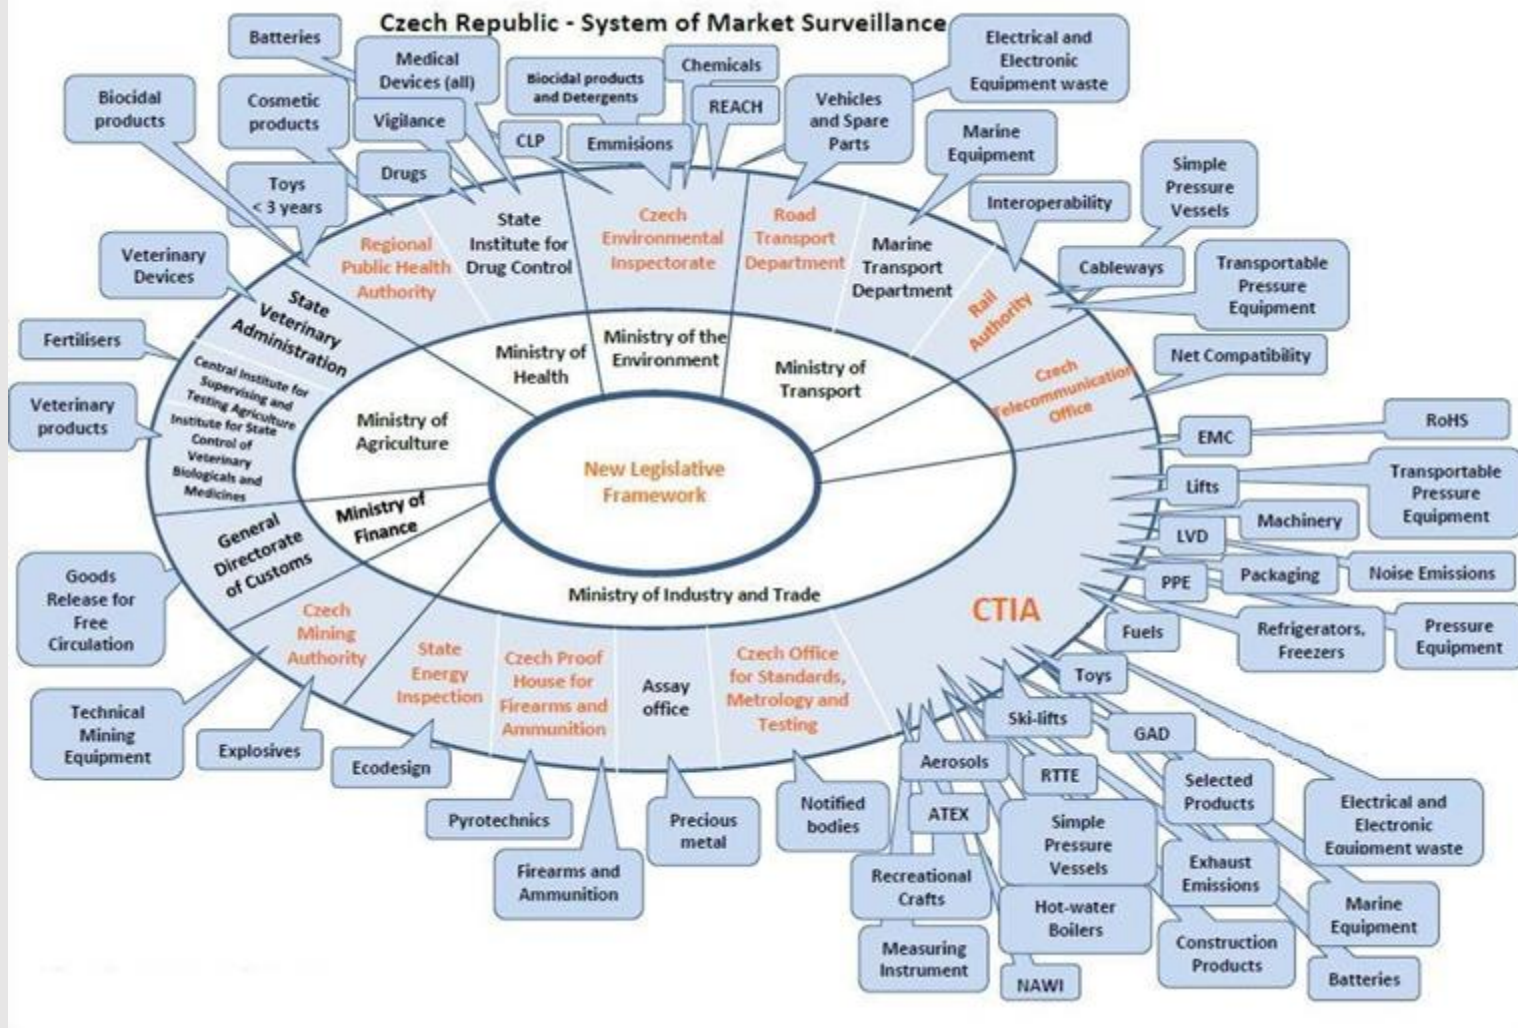 Czech Republic - System of Market Surveillance
Batteries
Medical
Devices (all)
Biocidal products
and Detergents
Chemicals
Electrical and
Electronic
Equipment waste
Biocidal
products
Cosmetic
products
Vigilance
CLP
Emmisions
REACH
Vehicles
and Spare
Parts
Marine
Equipment
Toys
< 3 years
Drugs
Interoperability
Simple
Pressure
Vessels
Veterinary
Devices
Cableways
Transportable
Pressure
Equipment
Fertilisers
Net Compatibility
Veterinary
products
EMC
RoHS
Lifts
Transportable
Pressure
Equipment
Machinery
LVD
PPE
Packaging
Noise Emissions
Fuels
Refrigerators,
Freezers
Pressure
Equipment
Regional
Public Health
Authority
State
Institute for
Drug Control
Czech
Environmental
Inspectorate
Road
Transport
Department
Marine
Transport
Department
Rail
Authority
Czech
Telecommunication
Office
State
Veterinary
Administration
Central Institute for
Supervising and
Testing Agriculture
Institute for State
Control of
Veterinary
Biologicals and
Medicines
General
Directorate
of Customs
Ministry of
Health
Ministry of the
Environment
Ministry of
Transport
Ministry of
Agriculture
Ministry of
Finance
New Legislative
Framework
Ministry of Industry and Trade
CTIA
Czech
Mining
Authority
State
Energy
Inspection
Czech Proof
House for
Firearms and
Ammunition
Assay
office
Czech Office
for Standards,
Metrology and
Testing
Goods
Release for
Free
Circulation
Technical
Mining
Equipment
Explosives
Ecodesign
Pyrotechnics
Firearms and
Ammunition
Precious
metal
Notified
bodies
Toys
Ski-lifts
GAD
Aerosols
RTTE
Selected
Products
Electrical and
Electronic
Equipment waste
ATEX
Simple
Pressure
Vessels
Recreational
Crafts
Exhaust
Emissions
Marine
Equipment
Hot-water
Boilers
Measuring
Instrument
Construction
Products
NAWI
Batteries